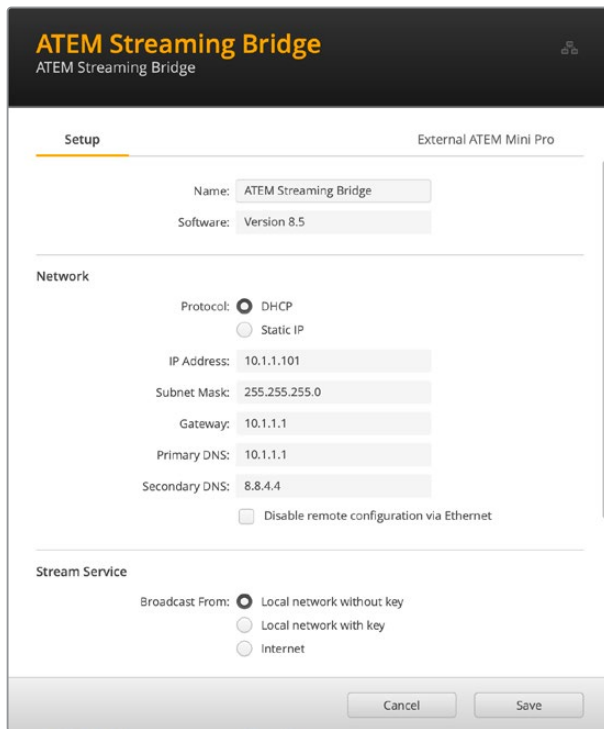 ATEM Streaming Bridge
ATEM Streaming Bridge
Setup
External ATEM Mini Pro
Name: ATEM Streaming Bridge
Software: Version 8.5
Network
Protocol: DHCP
Static IP
IP Address: 10.1.1.101
Subnet Mask: 255.255.255.0
Gateway: 10.1.1.1
Primary DNS: 10.1.1.1
Secondary DNS: 8.8.4.4
Disable remote configuration via Ethernet
Stream Service
Broadcast From: Local network without key
Local network with key
Internet
Cancel
Save